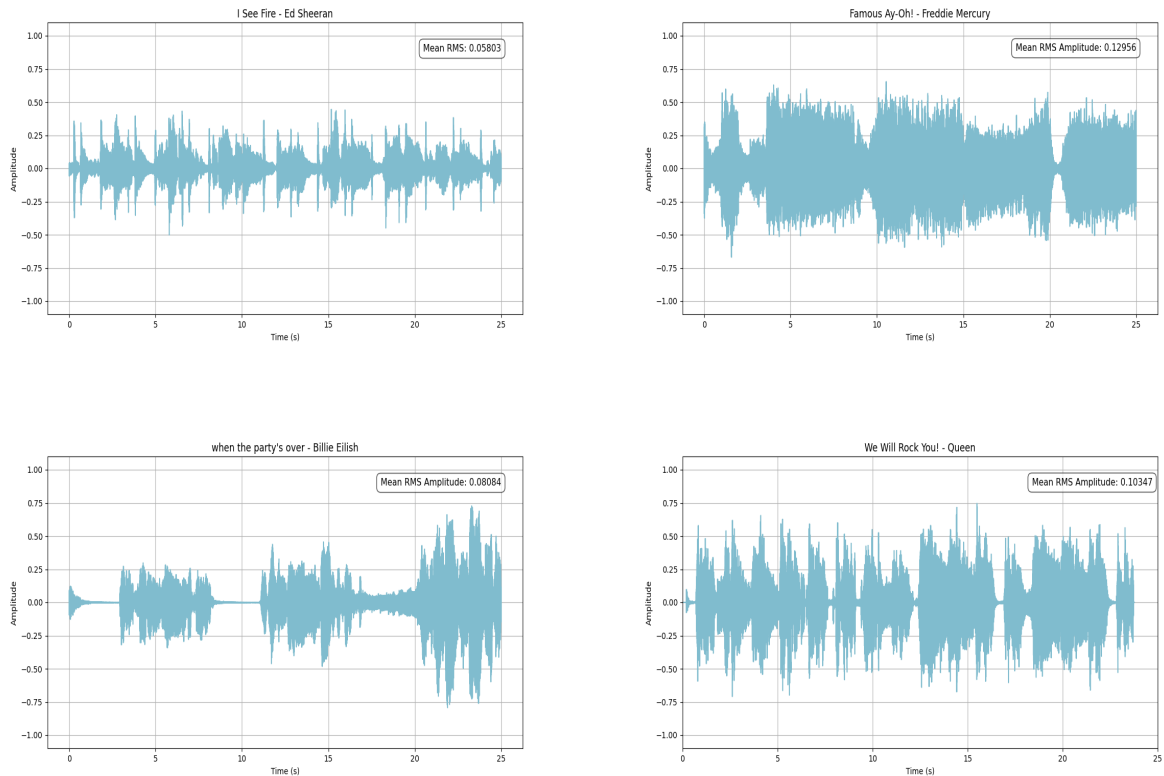 I See Fire - Ed Sheeran
Mean RMS: 0.05803
Amplitude
1.00
0.75
0.50
0.25
0.00
−0.25
−0.50
−0.75
−1.00
0 5 10 15 20 25
Time (s)
Famous Ay-Oh! - Freddie Mercury
Mean RMS Amplitude: 0.12956
Amplitude
1.00
0.75
0.50
0.25
0.00
−0.25
−0.50
−0.75
−1.00
0 5 10 15 20 25
Time (s)
when the party's over - Billie Eilish
Mean RMS Amplitude: 0.08084
Amplitude
1.00
0.75
0.50
0.25
0.00
−0.25
−0.50
−0.75
−1.00
0 5 10 15 20 25
Time (s)
We Will Rock You! - Queen
Mean RMS Amplitude: 0.10347
Amplitude
1.00
0.75
0.50
0.25
0.00
−0.25
−0.50
−0.75
−1.00
0 5 10 15 20 25
Time (s)